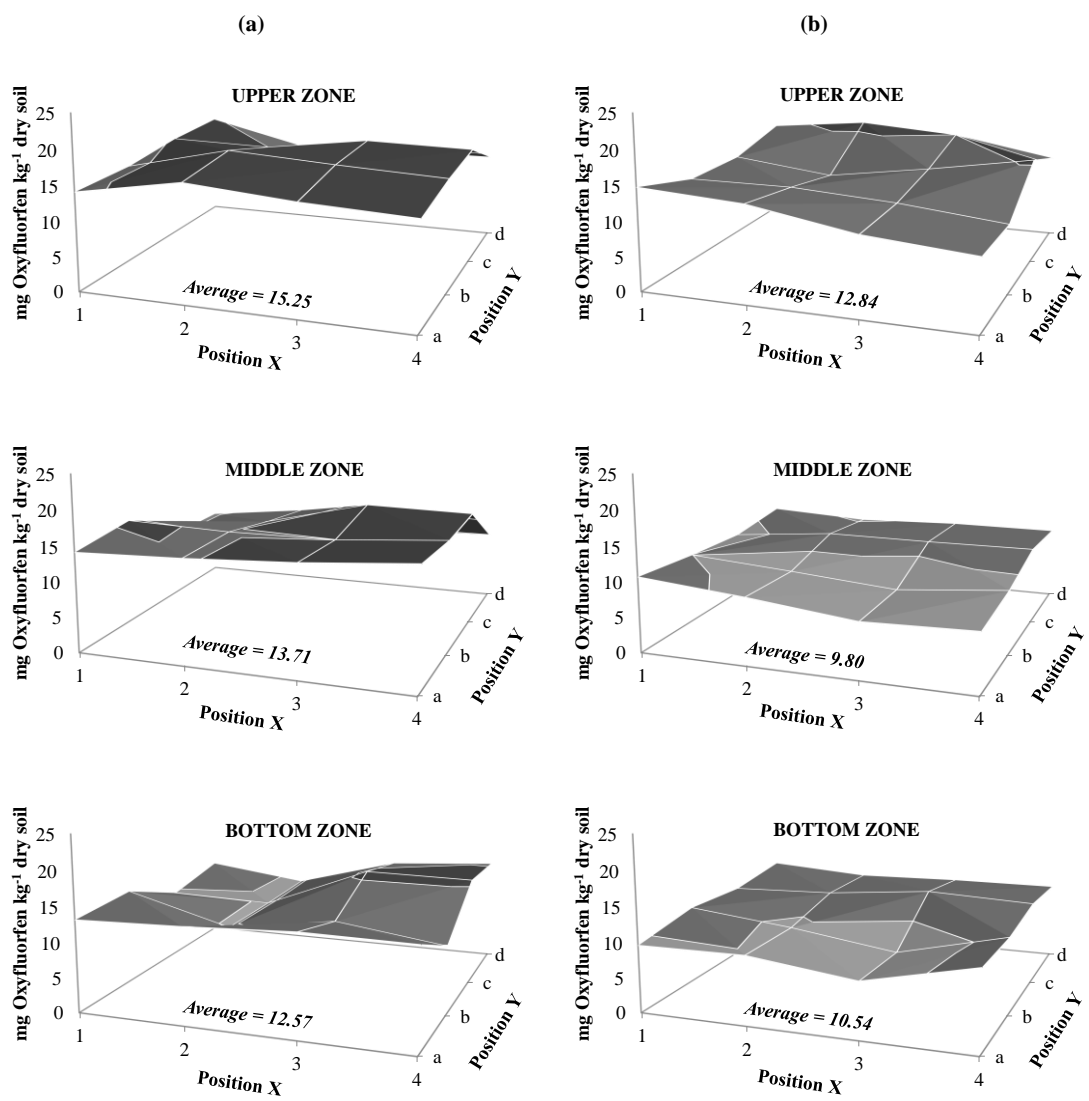 (a)
(b)
UPPER ZONE
mg Oxyfluorfen kg⁻¹ dry soil
25
20
15
10
5
0
1
2
3
4
a
b
c
d
Average = 15.25
Position X
Position Y
UPPER ZONE
mg Oxyfluorfen kg⁻¹ dry soil
25
20
15
10
5
0
1
2
3
4
a
b
c
d
Average = 12.84
Position X
Position Y
MIDDLE ZONE
mg Oxyfluorfen kg⁻¹ dry soil
25
20
15
10
5
0
1
2
3
4
a
b
c
d
Average = 13.71
Position X
Position Y
MIDDLE ZONE
mg Oxyfluorfen kg⁻¹ dry soil
25
20
15
10
5
0
1
2
3
4
a
b
c
d
Average = 9.80
Position X
Position Y
BOTTOM ZONE
mg Oxyfluorfen kg⁻¹ dry soil
25
20
15
10
5
0
1
2
3
4
a
b
c
d
Average = 12.57
Position X
Position Y
BOTTOM ZONE
mg Oxyfluorfen kg⁻¹ dry soil
25
20
15
10
5
0
1
2
3
4
a
b
c
d
Average = 10.54
Position X
Position Y